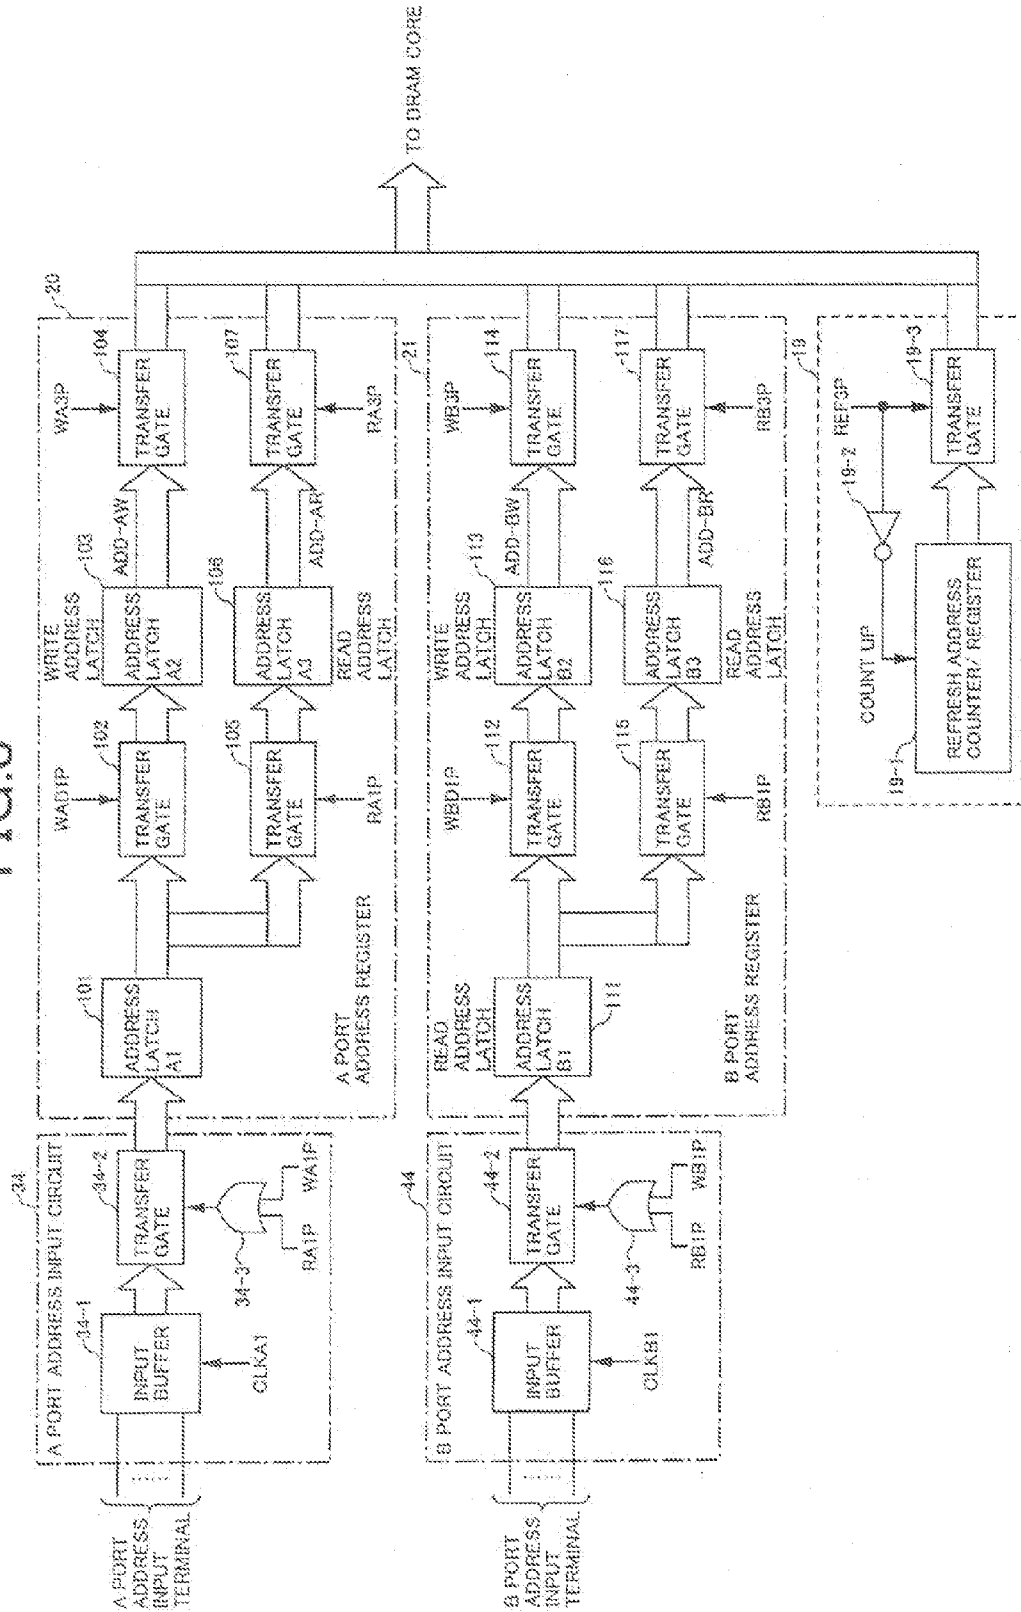 A PORT
ADDRESS
INPUT
TERMINAL
34
A PORT ADDRESS INPUT CIRCUIT
34-1
INPUT
BUFFER
CLKA1
34-2
TRANSFER
GATE
34-3
RA1P
WA1P
20
101
ADDRESS
LATCH
A1
A PORT
ADDRESS REGISTER
WAD1P
102
TRANSFER
GATE
105
TRANSFER
GATE
RA1P
WRITE
ADDRESS
LATCH
103
ADDRESS
LATCH
A2
106
ADDRESS
LATCH
A3
READ
ADDRESS
LATCH
ADD-AW
ADD-AR
WA3P
104
TRANSFER
GATE
107
TRANSFER
GATE
RA3P
TO DRAM CORE
B PORT
ADDRESS
INPUT
TERMINAL
44
B PORT ADDRESS INPUT CIRCUIT
44-1
INPUT
BUFFER
CLKB1
44-2
TRANSFER
GATE
44-3
RB1P
WB1P
21
READ
ADDRESS
LATCH
ADDRESS
LATCH
B1
111
B PORT
ADDRESS REGISTER
WBD1P
112
TRANSFER
GATE
115
TRANSFER
GATE
RB1P
WRITE
ADDRESS
LATCH
113
ADDRESS
LATCH
B2
116
ADDRESS
LATCH
B3
READ
ADDRESS
LATCH
ADD-BW
ADD-BR
WB3P
114
TRANSFER
GATE
117
TRANSFER
GATE
RB3P
19
19-1
REFRESH ADDRESS
COUNTER/ REGISTER
COUNT UP
19-2
REF3P
19-3
TRANSFER
GATE